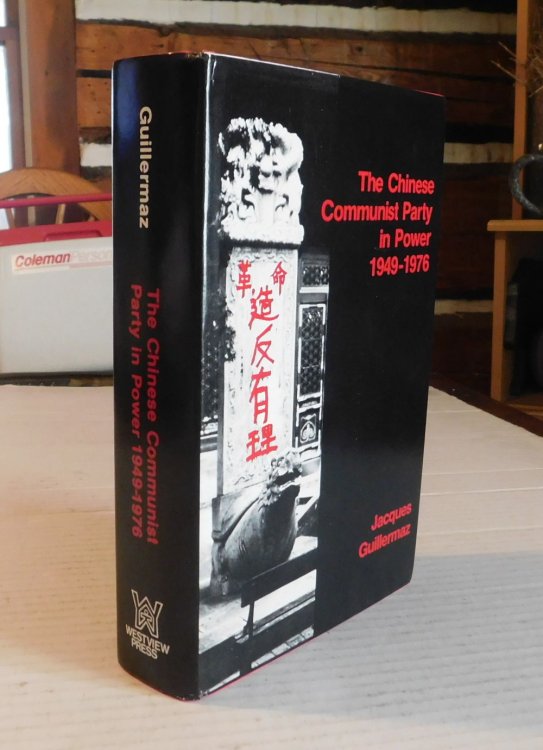 Guillermaz
The Chinese Communist
Party in Power 1949-1976
WESTVIEW
PRESS
The Chinese
Communist Party
in Power
1949-1976
革命
造反有理
Jacques
Guillermaz
Coleman Person